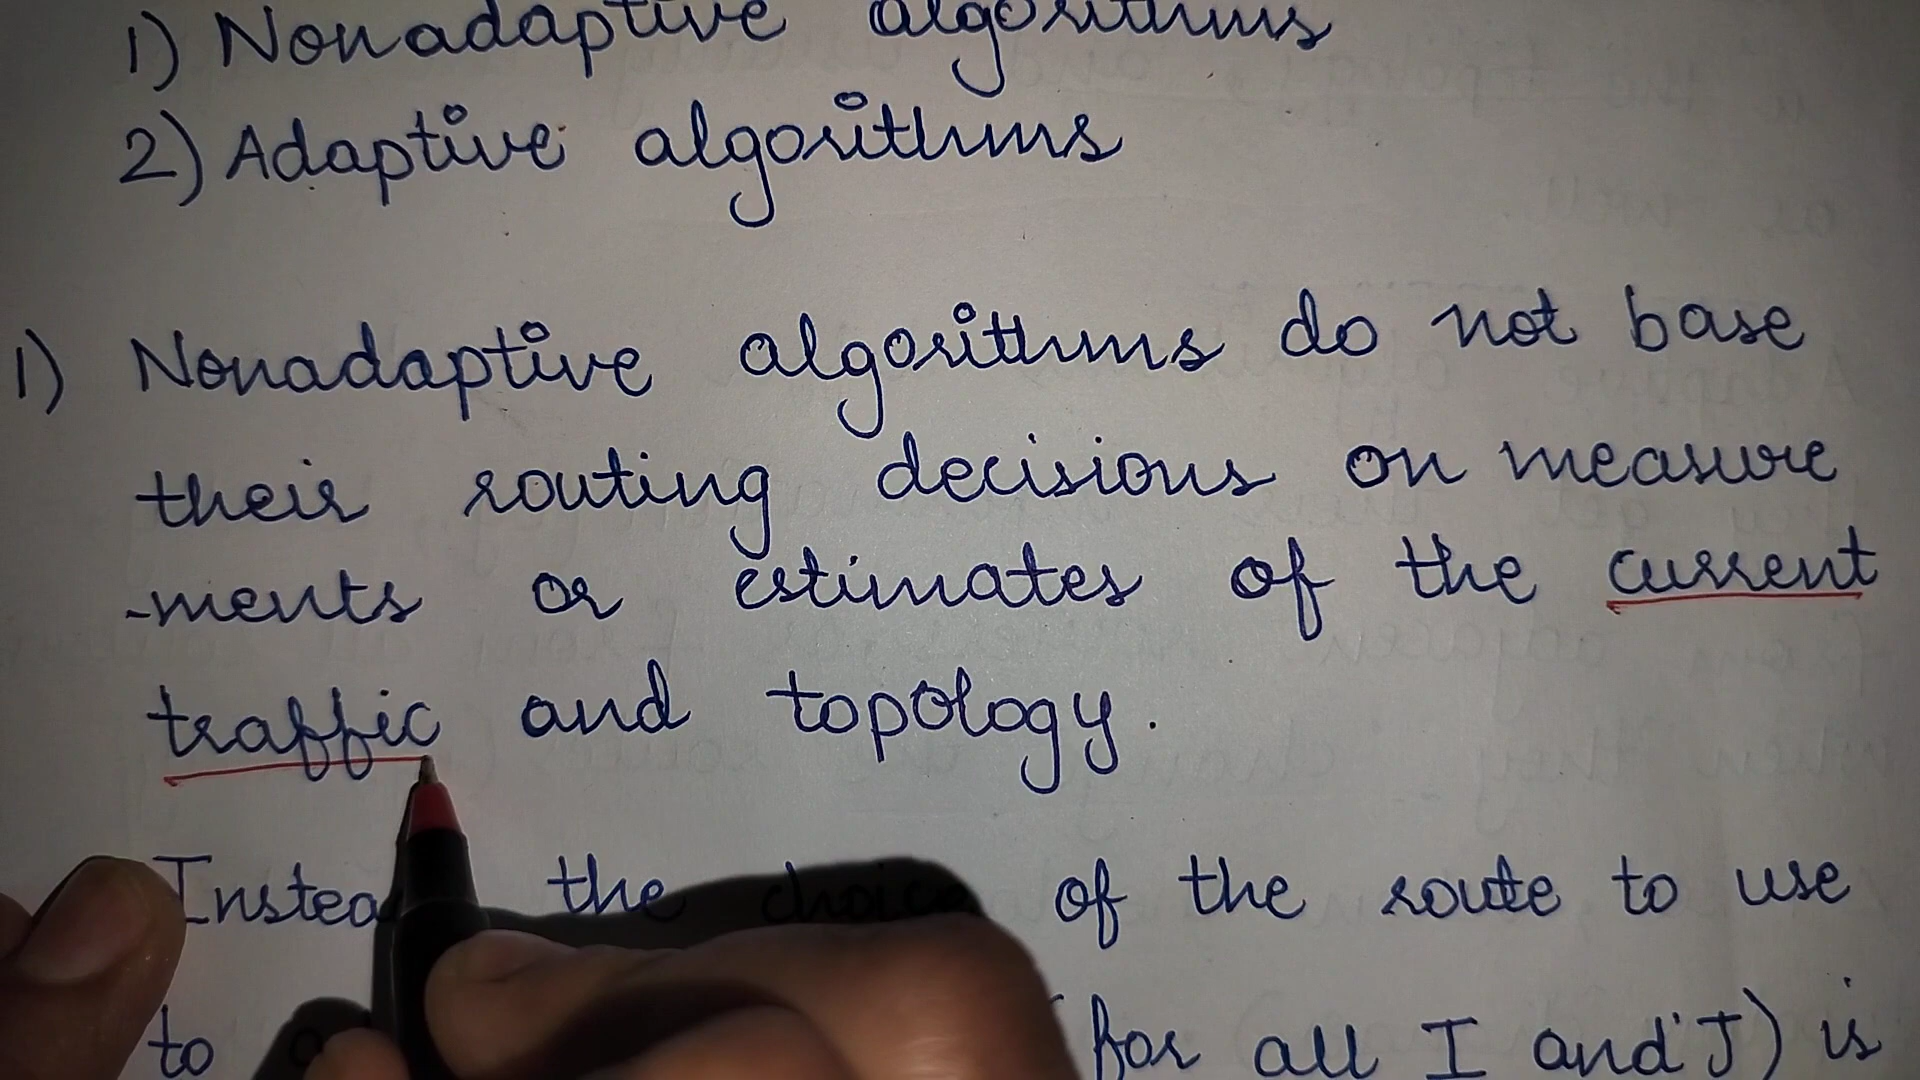 1) Nonadaptive algorithms
2) Adaptive algorithms
1) Nonadaptive algorithms do not base
their routing decisions on measure
-ments or estimates of the current
traffic and topology.
the choice of the route to use
to (for all I and J) is